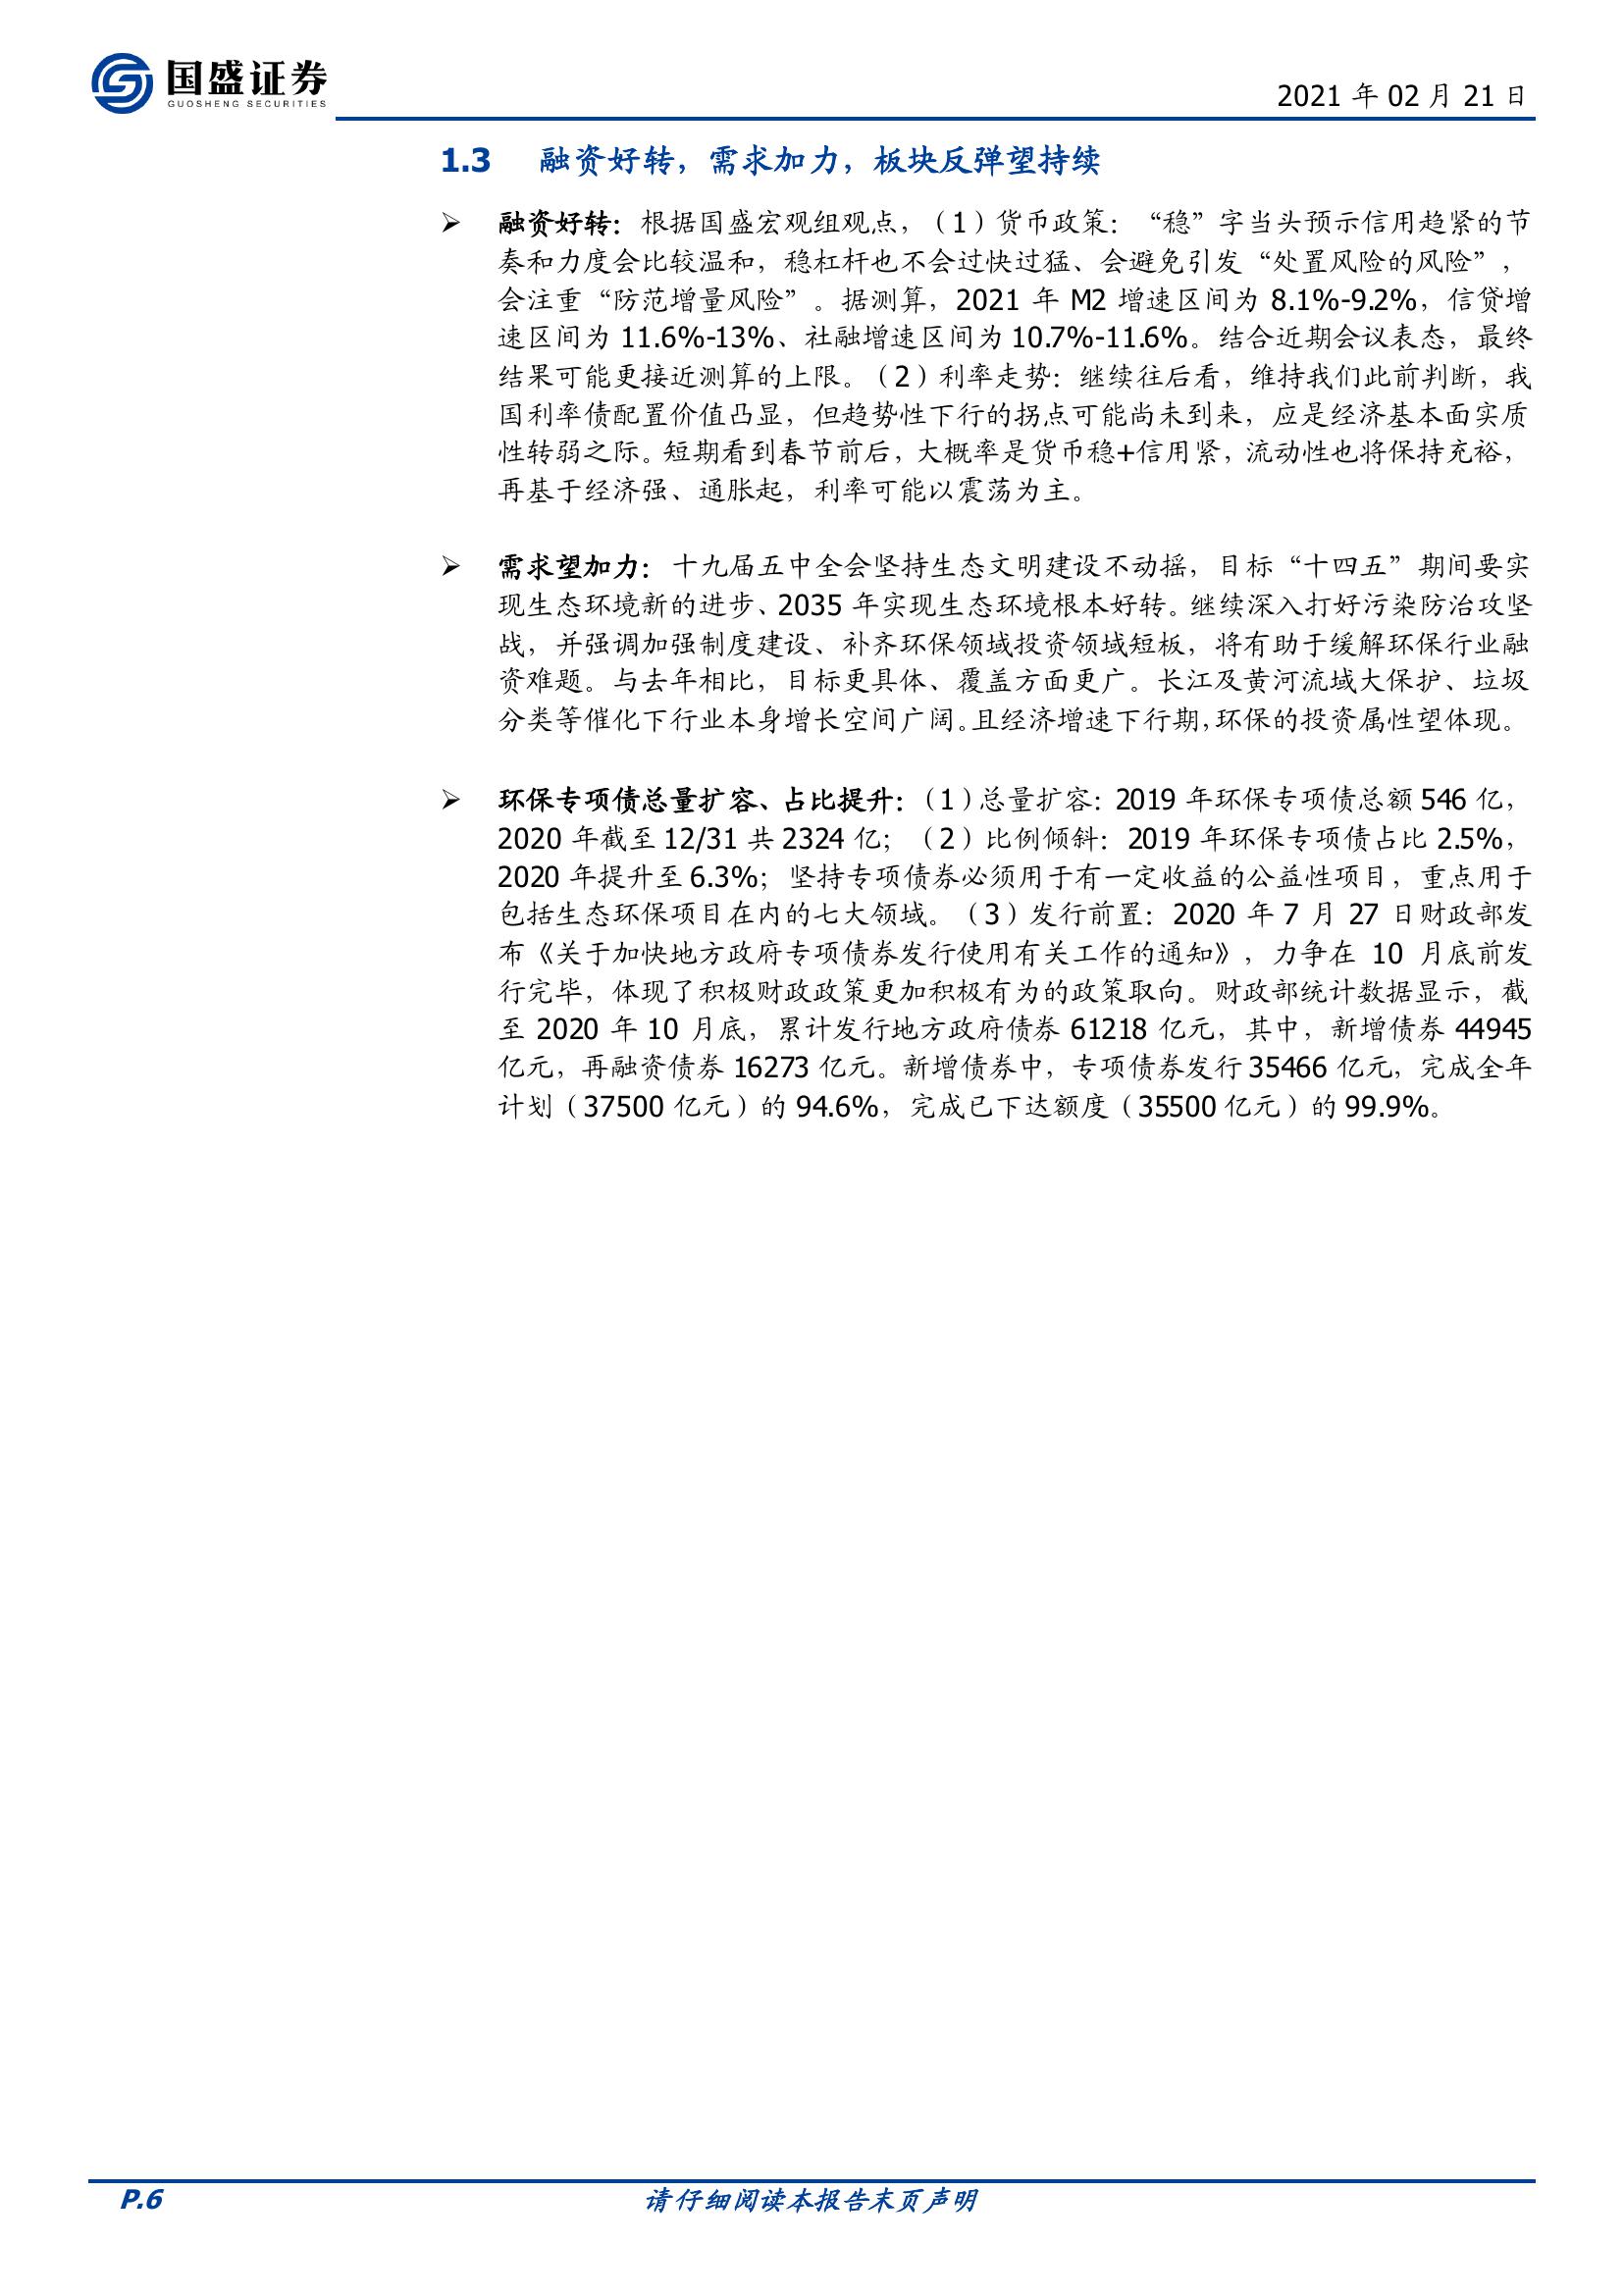 国盛证券
GUOSHENG SECURITIES
2021 年 02 月 21 日
1.3 融资好转，需求加力，板块反弹望持续
➢ 融资好转：根据国盛宏观组观点，（1）货币政策：“稳”字当头预示信用趋紧的节
奏和力度会比较温和，稳杠杆也不会过快过猛、会避免引发“处置风险的风险”，
会注重“防范增量风险”。据测算，2021 年 M2 增速区间为 8.1%-9.2%，信贷增
速区间为 11.6%-13%、社融增速区间为 10.7%-11.6%。结合近期会议表态，最终
结果可能更接近测算的上限。（2）利率走势：继续往后看，维持我们此前判断，我
国利率债配置价值凸显，但趋势性下行的拐点可能尚未到来，应是经济基本面实质
性转弱之际。短期看到春节前后，大概率是货币稳+信用紧，流动性也将保持充裕，
再基于经济强、通胀起，利率可能以震荡为主。
➢ 需求望加力：十九届五中全会坚持生态文明建设不动摇，目标“十四五”期间要实
现生态环境新的进步、2035 年实现生态环境根本好转。继续深入打好污染防治攻坚
战，并强调加强制度建设、补齐环保领域投资领域短板，将有助于缓解环保行业融
资难题。与去年相比，目标更具体、覆盖方面更广。长江及黄河流域大保护、垃圾
分类等催化下行业本身增长空间广阔。且经济增速下行期，环保的投资属性望体现。
➢ 环保专项债总量扩容、占比提升：（1）总量扩容：2019 年环保专项债总额 546 亿，
2020 年截至 12/31 共 2324 亿；（2）比例倾斜：2019 年环保专项债占比 2.5%，
2020 年提升至 6.3%；坚持专项债券必须用于有一定收益的公益性项目，重点用于
包括生态环保项目在内的七大领域。（3）发行前置：2020 年 7 月 27 日财政部发
布《关于加快地方政府专项债券发行使用有关工作的通知》，力争在 10 月底前发
行完毕，体现了积极财政政策更加积极有为的政策取向。财政部统计数据显示，截
至 2020 年 10 月底，累计发行地方政府债券 61218 亿元，其中，新增债券 44945
亿元，再融资债券 16273 亿元。新增债券中，专项债券发行 35466 亿元，完成全年
计划（37500 亿元）的 94.6%，完成已下达额度（35500 亿元）的 99.9%。
P.6
请仔细阅读本报告末页声明